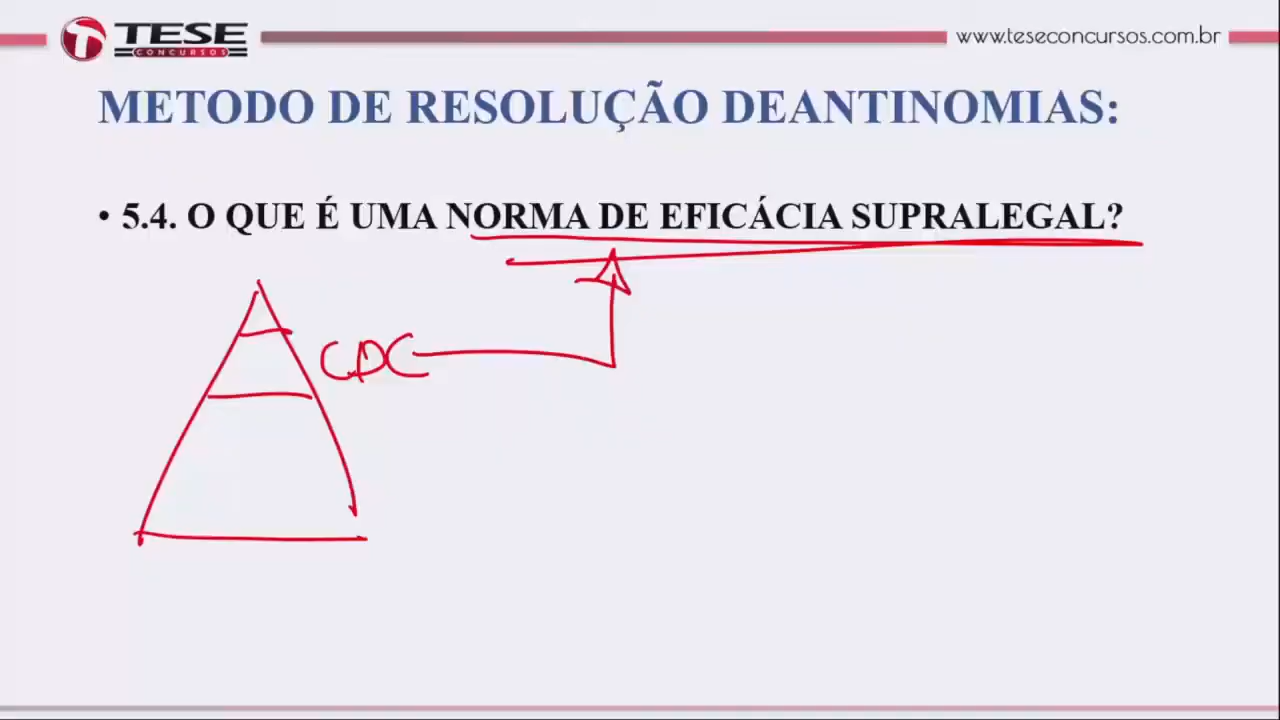 TESE
CONCURSOS
www.teseconcursos.com.br
METODO DE RESOLUÇÃO DEANTINOMIAS:
• 5.4. O QUE É UMA NORMA DE EFICÁCIA SUPRALEGAL?
CDC